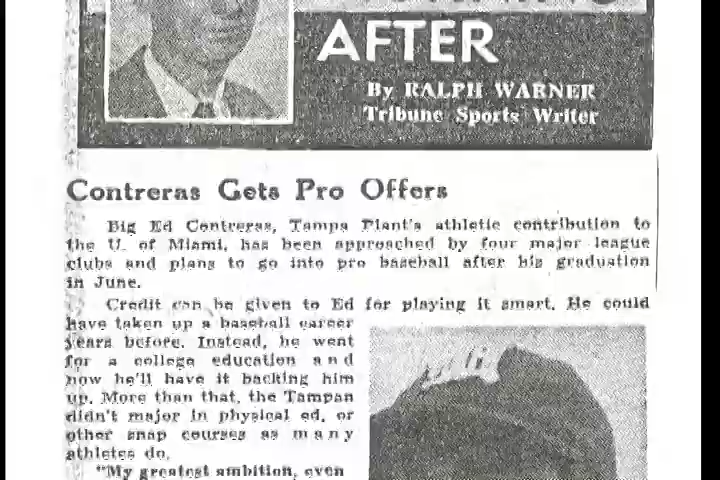 AFTER
By RALPH WARNER
Tribune Sports Writer
Contreras Gets Pro Offers
Big Ed Contreras, Tampa Plant's athletic contribution to
the U. of Miami, has been approached by four major league
clubs and plans to go into pro baseball after his graduation
in June.
Credit can be given to Ed for playing it smart. He could
have taken up a baseball career
years before. Instead, he went
for a college education and
now he'll have it backing him
up. More than that, the Tampan
didn't major in physical ed, or
other snap courses as many
athletes do.
"My greatest ambition, even